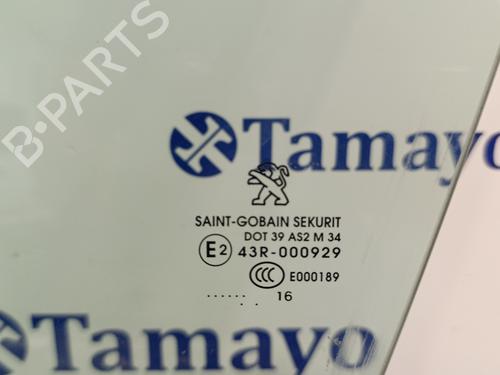 B-PARTS
Tamayo
SAINT-GOBAIN SEKURIT
DOT 39 AS2 M 34
E2 43R-000929
CCC E000189
...... 16 ......
Tamayo